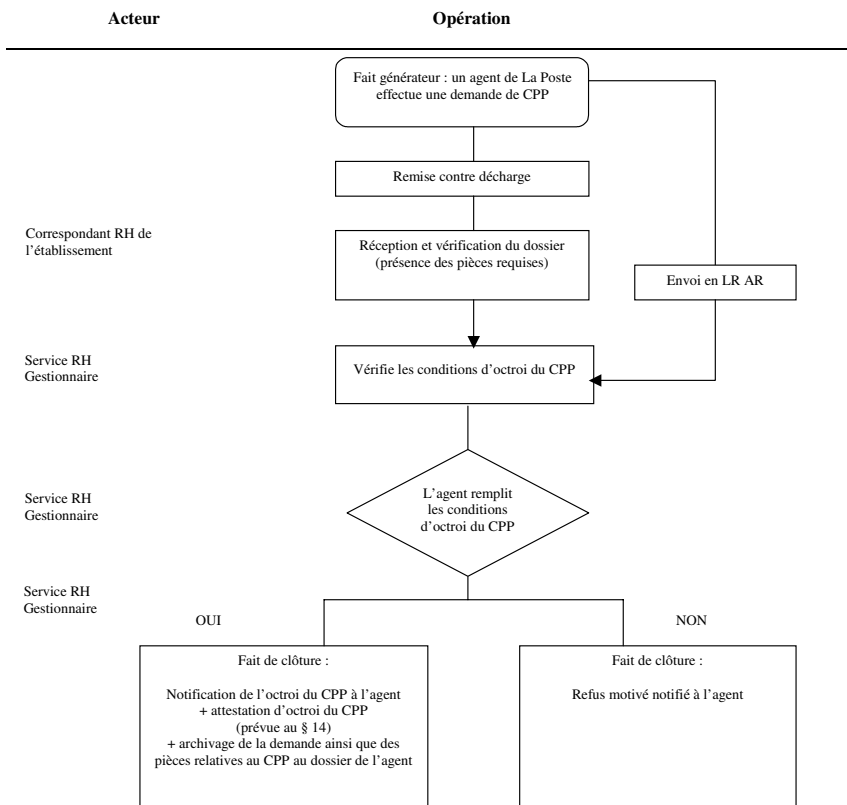 Acteur
Opération
Fait générateur : un agent de La Poste
effectue une demande de CPP
Remise contre décharge
Correspondant RH de
l’établissement
Réception et vérification du dossier
(présence des pièces requises)
Envoi en LR AR
Service RH
Gestionnaire
Vérifie les conditions d’octroi du CPP
Service RH
Gestionnaire
L’agent remplit
les conditions
d’octroi du CPP
Service RH
Gestionnaire
OUI
NON
Fait de clôture :
Notification de l’octroi du CPP à l’agent
+ attestation d’octroi du CPP
(prévue au § 14)
+ archivage de la demande ainsi que des
pièces relatives au CPP au dossier de l’agent
Fait de clôture :
Refus motivé notifié à l’agent